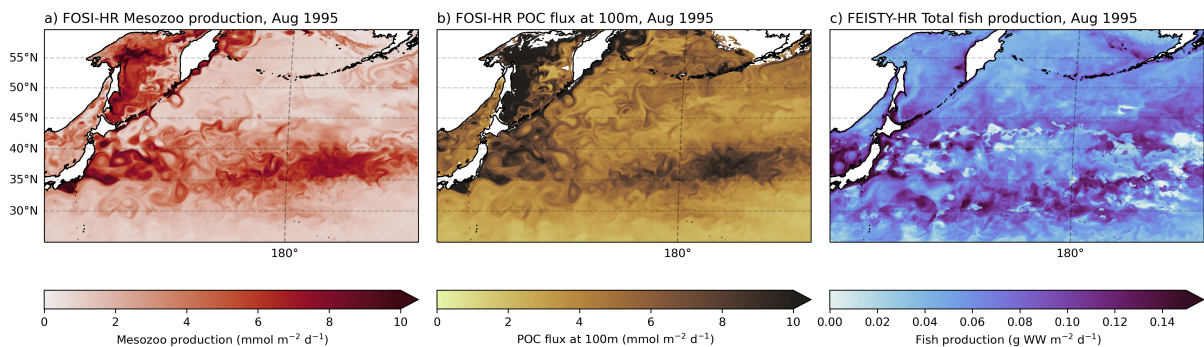 a) FOSI-HR Mesozoo production, Aug 1995
b) FOSI-HR POC flux at 100m, Aug 1995
c) FEISTY-HR Total fish production, Aug 1995
55°N
50°N
45°N
40°N
35°N
30°N
180°
180°
180°
0 2 4 6 8 10
Mesozoo production (mmol m⁻² d⁻¹)
0 2 4 6 8 10
POC flux at 100m (mmol m⁻² d⁻¹)
0.00 0.02 0.04 0.06 0.08 0.10 0.12 0.14
Fish production (g WW m⁻² d⁻¹)